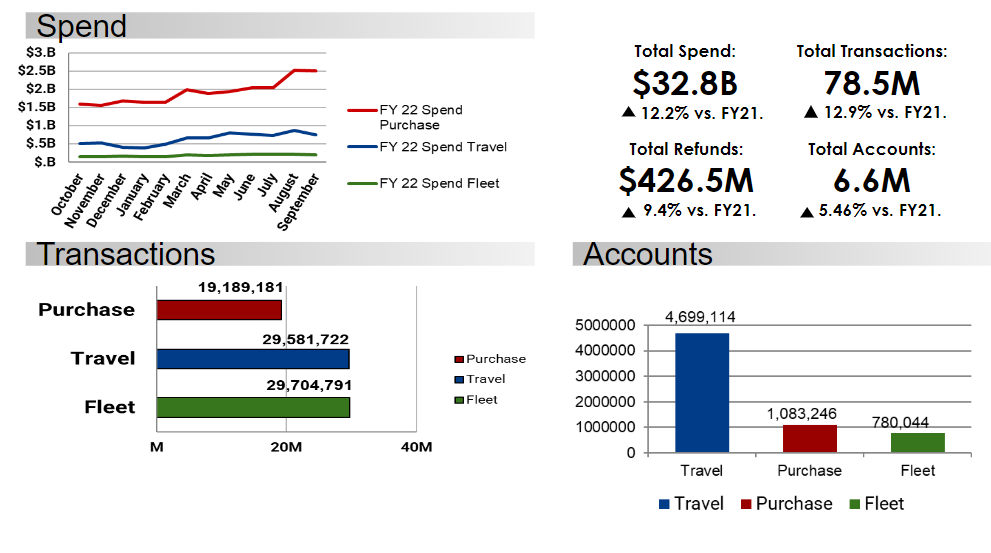 Spend
$3.B
$2.5B
$2.B
$1.5B
$1.B
$.5B
$.B
October
November
December
January
February
March
April
May
June
July
August
September
FY 22 Spend
Purchase
FY 22 Spend Travel
FY 22 Spend Fleet
Total Spend:
$32.8B
▲ 12.2% vs. FY21.
Total Transactions:
78.5M
▲ 12.9% vs. FY21.
Total Refunds:
$426.5M
▲ 9.4% vs. FY21.
Total Accounts:
6.6M
▲ 5.46% vs. FY21.
Transactions
19,189,181
Purchase
29,581,722
Travel
29,704,791
Fleet
M
20M
40M
Purchase
Travel
Fleet
Accounts
5000000
4000000
3000000
2000000
1000000
0
4,699,114
1,083,246
780,044
Travel
Purchase
Fleet
Travel
Purchase
Fleet